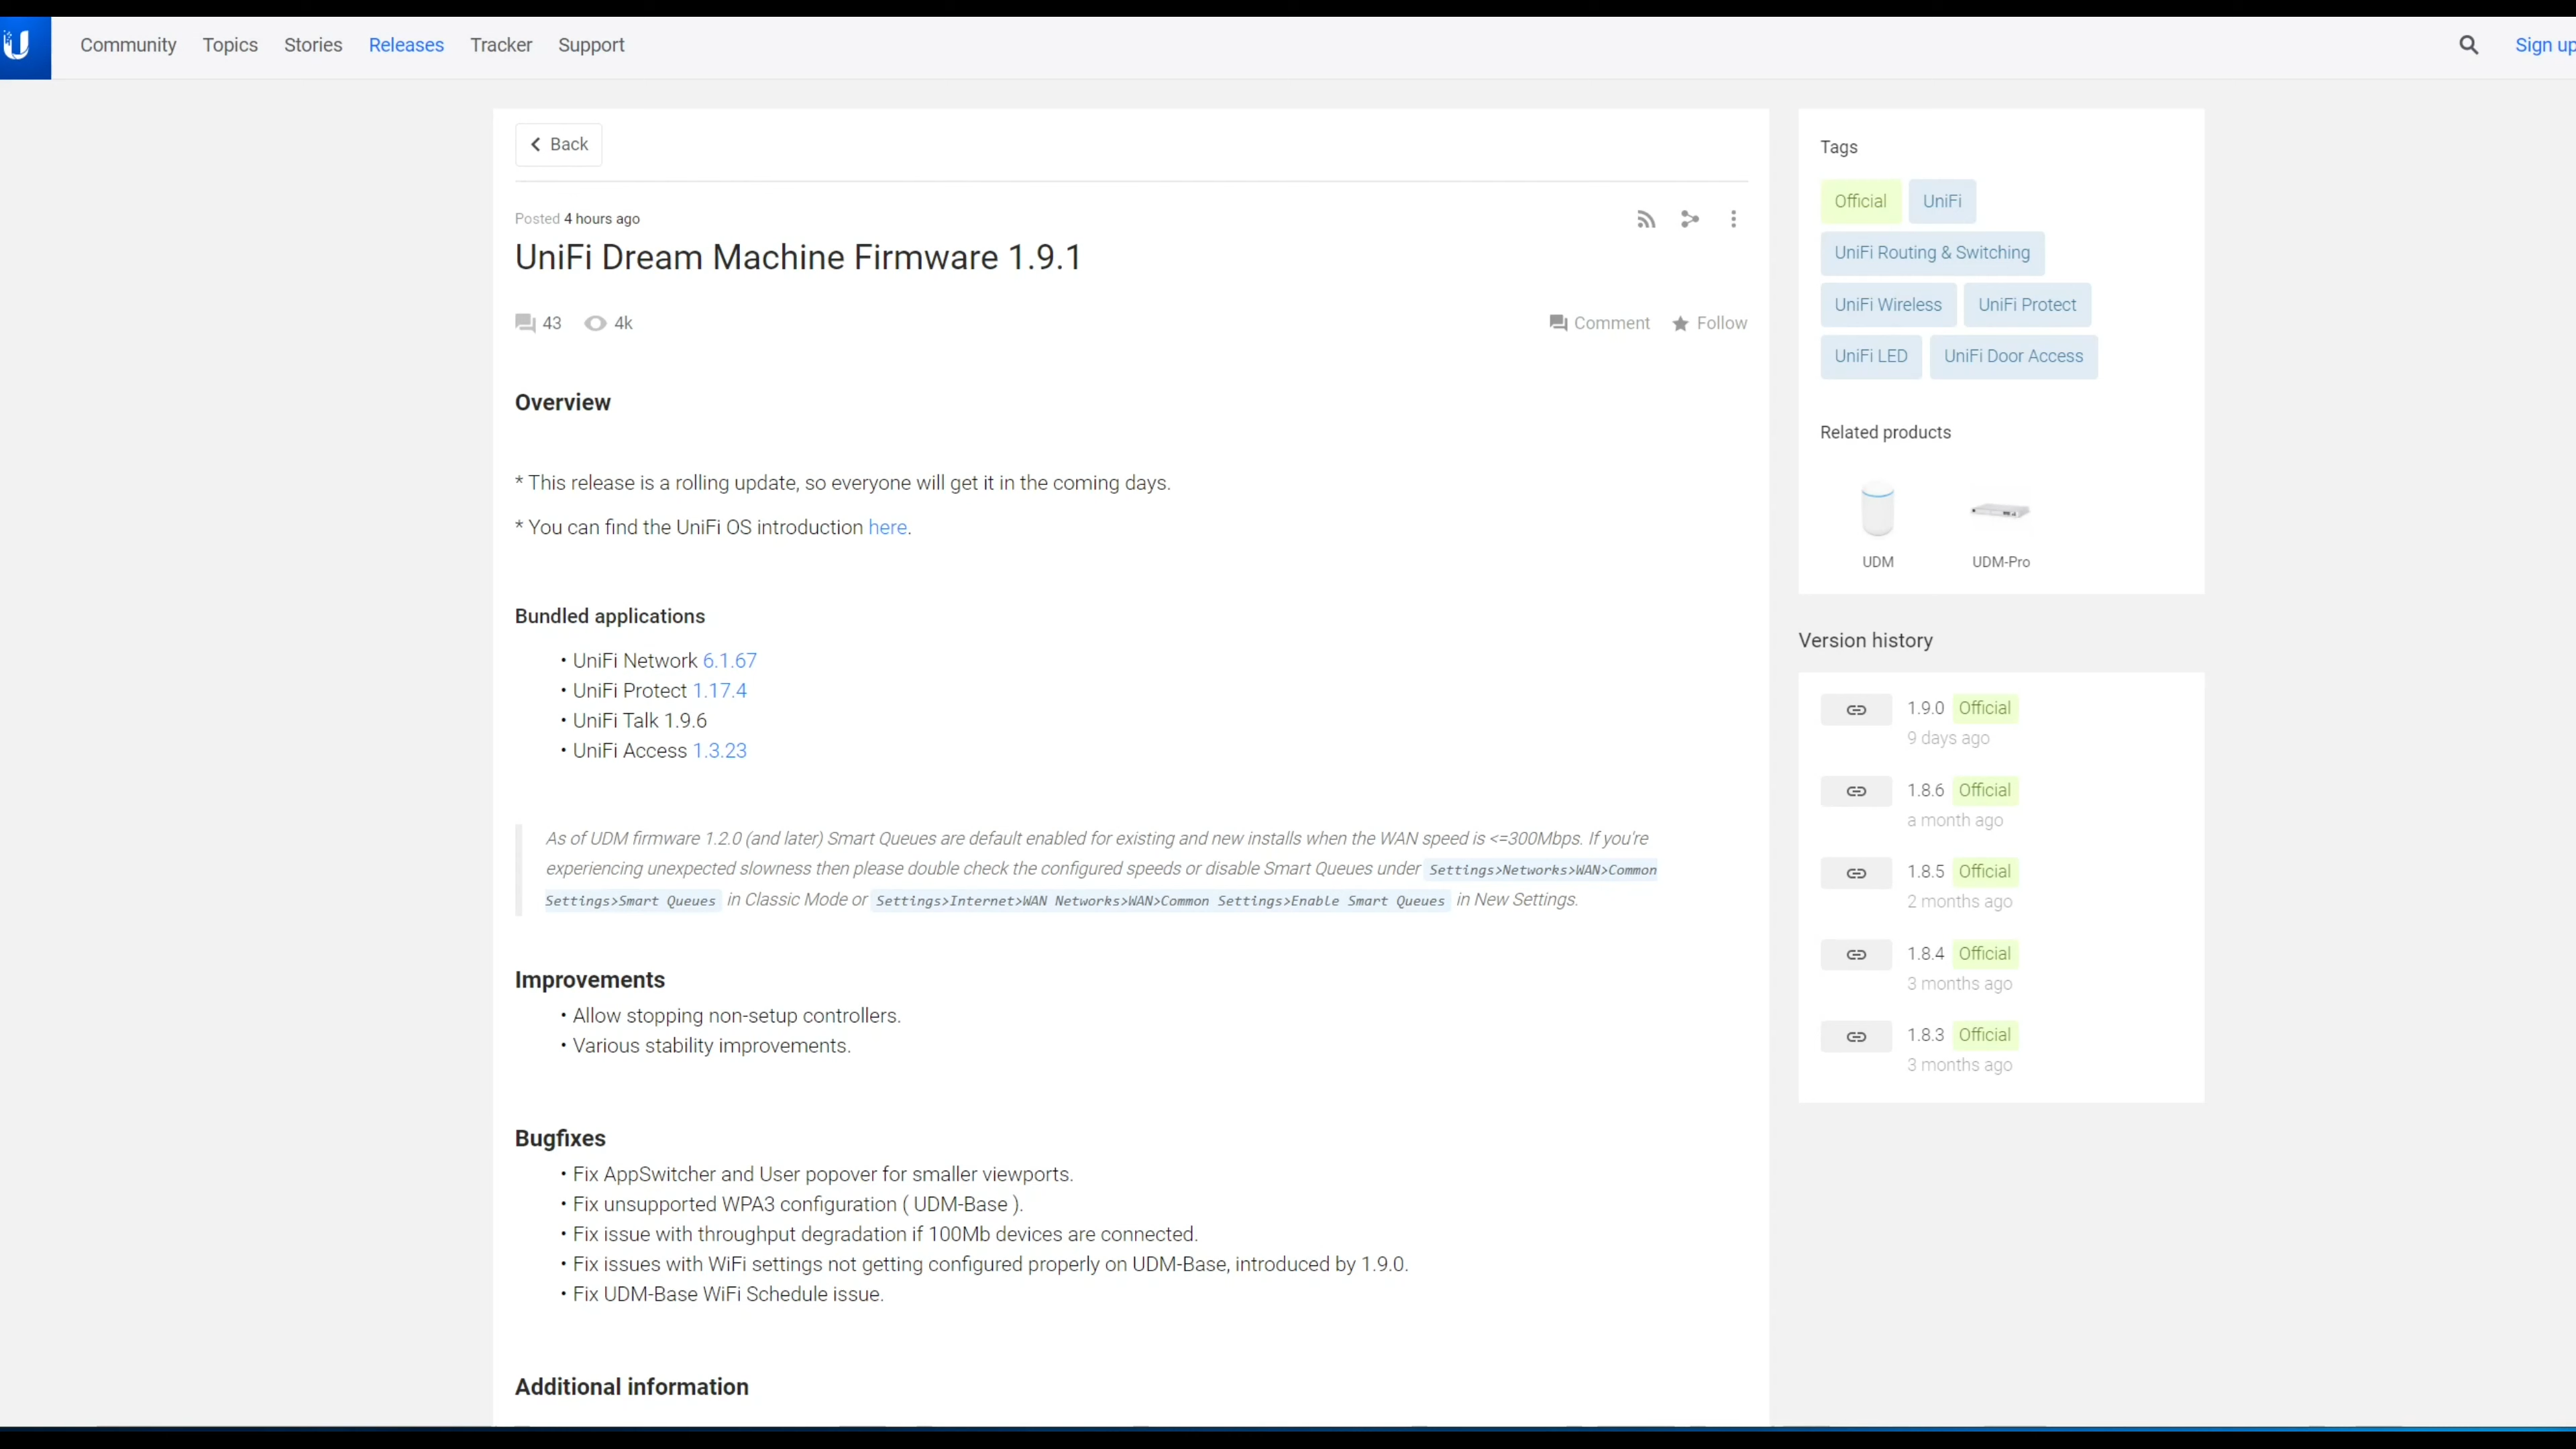 Community Topics Stories Releases Tracker Support
Sign up
Back
Posted 4 hours ago
UniFi Dream Machine Firmware 1.9.1
43 4k
Comment Follow
Overview
* This release is a rolling update, so everyone will get it in the coming days.
* You can find the UniFi OS introduction here.
Bundled applications
• UniFi Network 6.1.67
• UniFi Protect 1.17.4
• UniFi Talk 1.9.6
• UniFi Access 1.3.23
As of UDM firmware 1.2.0 (and later) Smart Queues are default enabled for existing and new installs when the WAN speed is <=300Mbps. If you're
experiencing unexpected slowness then please double check the configured speeds or disable Smart Queues under Settings>Networks>WAN>Common
Settings>Smart Queues in Classic Mode or Settings>Internet>WAN Networks>WAN>Common Settings>Enable Smart Queues in New Settings.
Improvements
• Allow stopping non-setup controllers.
• Various stability improvements.
Bugfixes
• Fix AppSwitcher and User popover for smaller viewports.
• Fix unsupported WPA3 configuration ( UDM-Base ).
• Fix issue with throughput degradation if 100Mb devices are connected.
• Fix issues with WiFi settings not getting configured properly on UDM-Base, introduced by 1.9.0.
• Fix UDM-Base WiFi Schedule issue.
Additional information
Tags
Official UniFi
UniFi Routing & Switching
UniFi Wireless UniFi Protect
UniFi LED UniFi Door Access
Related products
UDM UDM-Pro
Version history
1.9.0 Official
9 days ago
1.8.6 Official
a month ago
1.8.5 Official
2 months ago
1.8.4 Official
3 months ago
1.8.3 Official
3 months ago